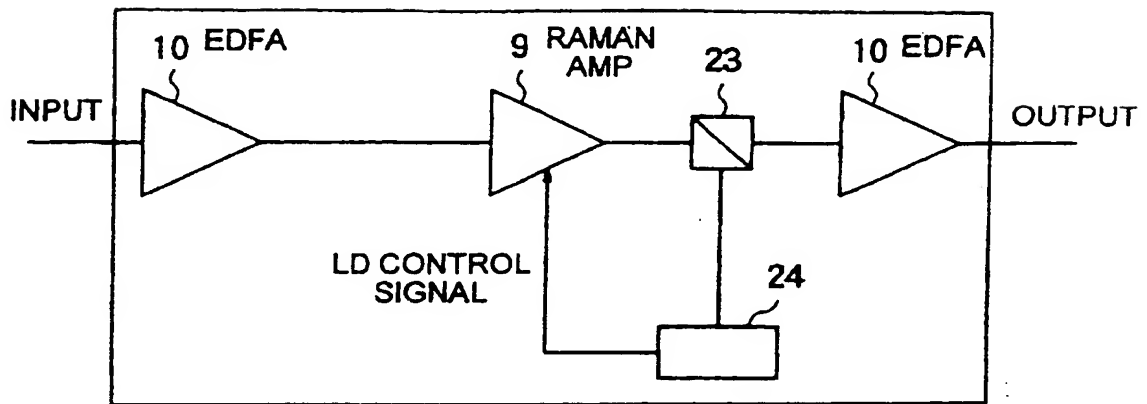 10 EDFA
9 RAMAN
AMP
23
10 EDFA
INPUT
OUTPUT
LD CONTROL
SIGNAL
24